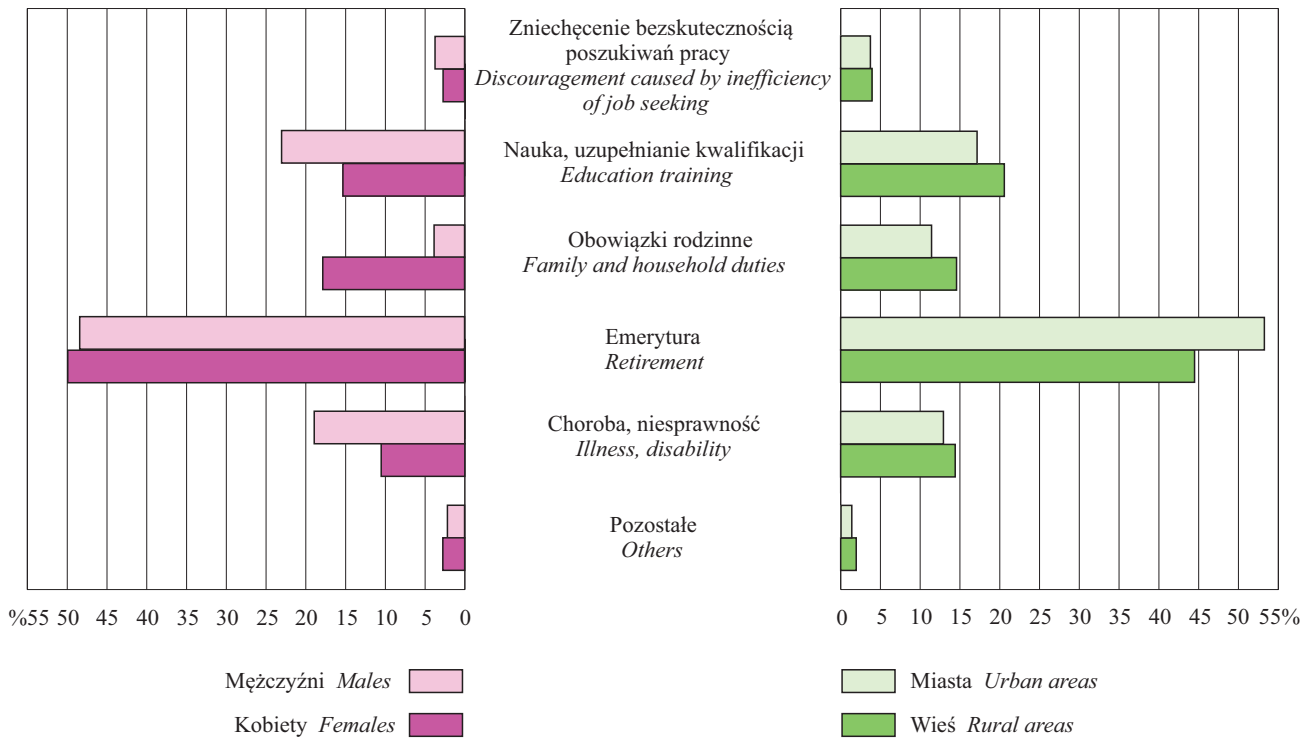 Zniechęcenie bezskutecznością
poszukiwań pracy
Discouragement caused by inefficiency
of job seeking
Nauka, uzupełnianie kwalifikacji
Education training
Obowiązki rodzinne
Family and household duties
Emerytura
Retirement
Choroba, niesprawność
Illness, disability
Pozostałe
Others
%55 50 40 35 30 25 20 15 10 5 0
0 5 10 15 20 25 30 35 40 45 50 55%
Mężczyźni Males
Kobiety Females
Miasta Urban areas
Wieś Rural areas